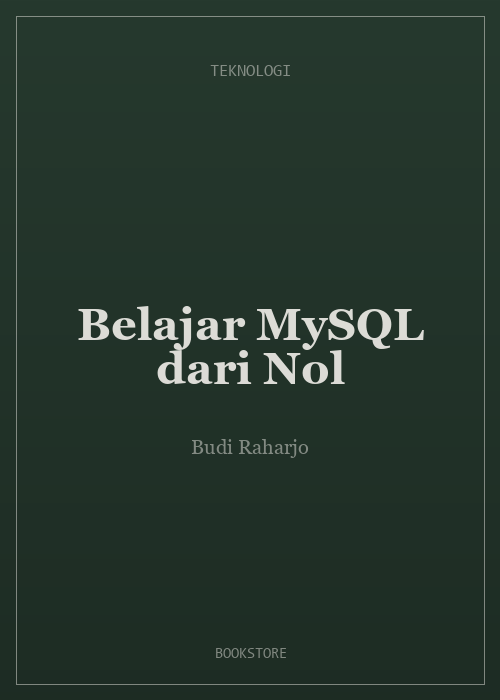 TEKNOLOGI
Belajar MySQL
dari Nol
Budi Raharjo
BOOKSTORE